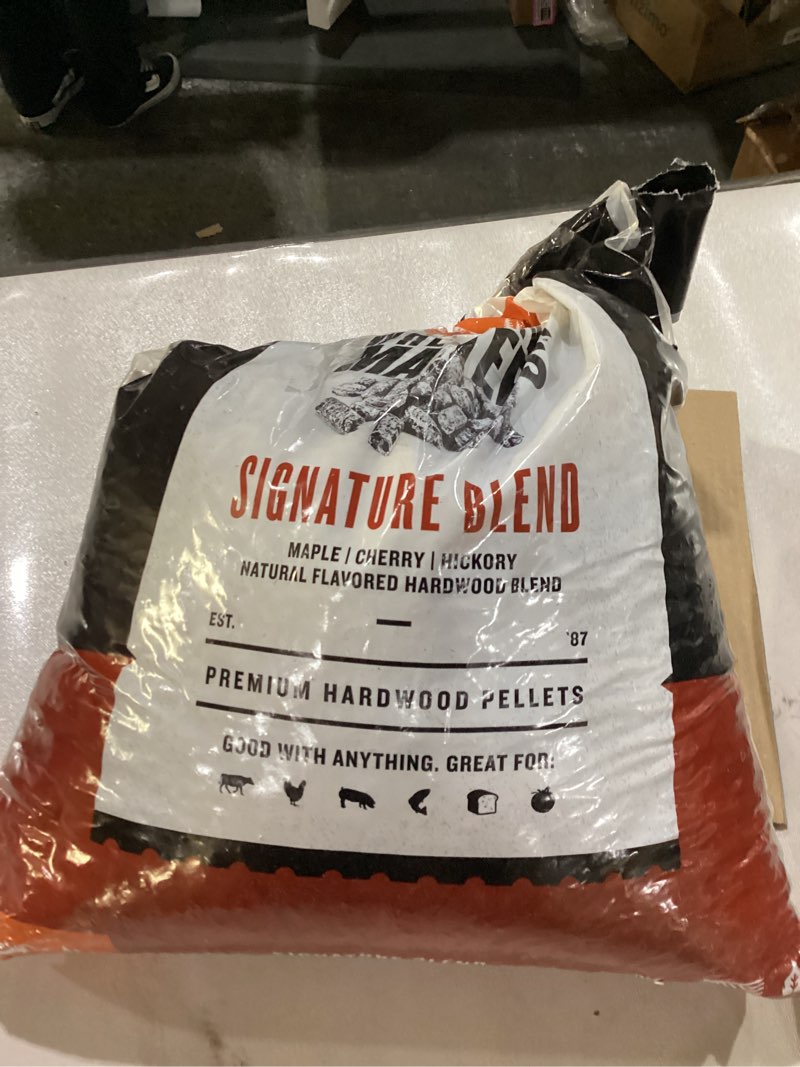 SIGNATURE BLEND
MAPLE / CHERRY | HICKORY
NATURAL FLAVORED HARDWOOD BLEND
EST. '87
PREMIUM HARDWOOD PELLETS
GOOD WITH ANYTHING. GREAT FOR: